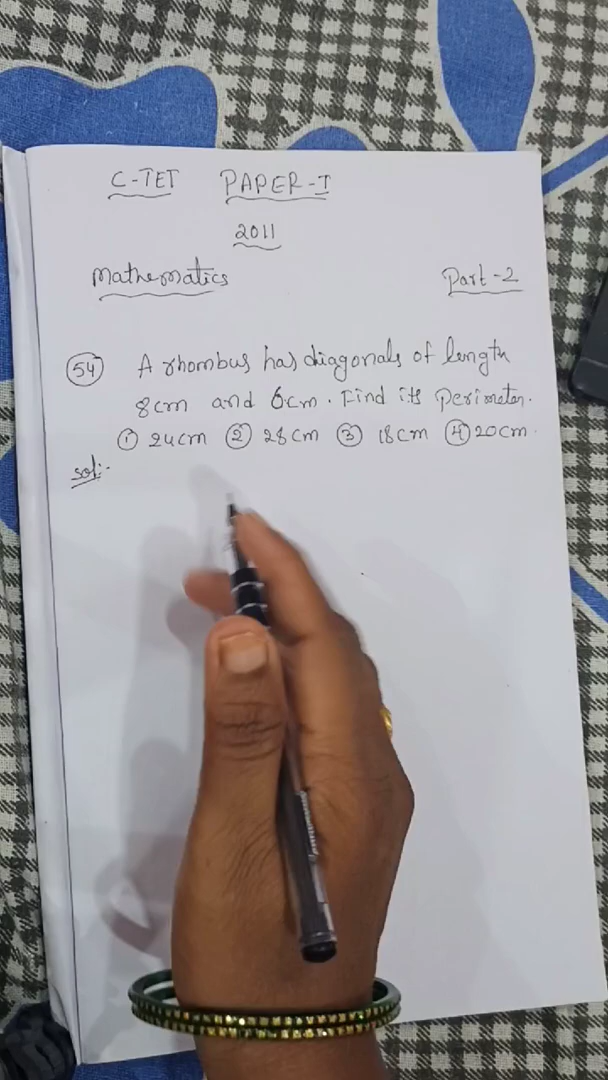 C-TET PAPER-I
2011
Mathematics Part-2
54 A rhombus has diagonals of length
8cm and 6cm. Find its perimeter.
① 24cm ② 28cm ③ 18cm ④ 20cm.
Sol:-